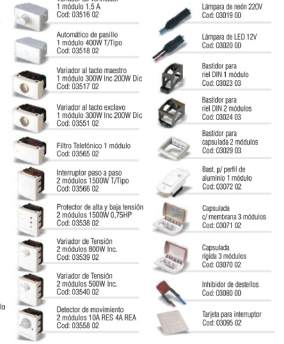 1 módulo 1,5 A
Cod: 03516 02
Automático de pasillo
1 módulo 400W T/Tipo
Cod: 03518 02
Variador al tacto maestro
1 módulo 300W Inc 200W Dic
Cod: 03517 02
Variador al tacto esclavo
1 módulo 300W Inc 200W Dic
Cod: 03551 02
Filtro Telefónico 1 módulo
Cod: 03565 02
Interruptor paso a paso
2 módulos 1500W T/Tipo
Cod: 03566 02
Protector de alta y baja tensión
2 módulos 1500W 0,75HP
Cod: 03538 02
Variador de Tensión
2 módulos 800W Inc.
Cod: 03539 02
Variador de Tensión
2 módulos 500W Inc.
Cod: 03540 02
Detector de movimiento
2 módulos 10A RES 4A REA
Cod: 03558 02
lo
Lámpara de neón 220V
Cod: 03019 00
Lámpara de LED 12V
Cod: 03020 00
Bastidor para
riel DIN 1 módulo
Cod: 03023 03
Bastidor para
riel DIN 2 módulos
Cod: 03024 03
Bastidor para
capsulada 2 módulos
Cod: 03029 03
Bast. p/ perfil de
aluminio 1 módulo
Cod: 03072 02
Capsulada
c/ membrana 3 módulos
Cod: 03071 02
Capsulada
rígida 3 módulos
Cod: 03070 02
Inhibidor de destellos
Cod: 03080 00
Tarjeta para interruptor
Cod: 03095 02